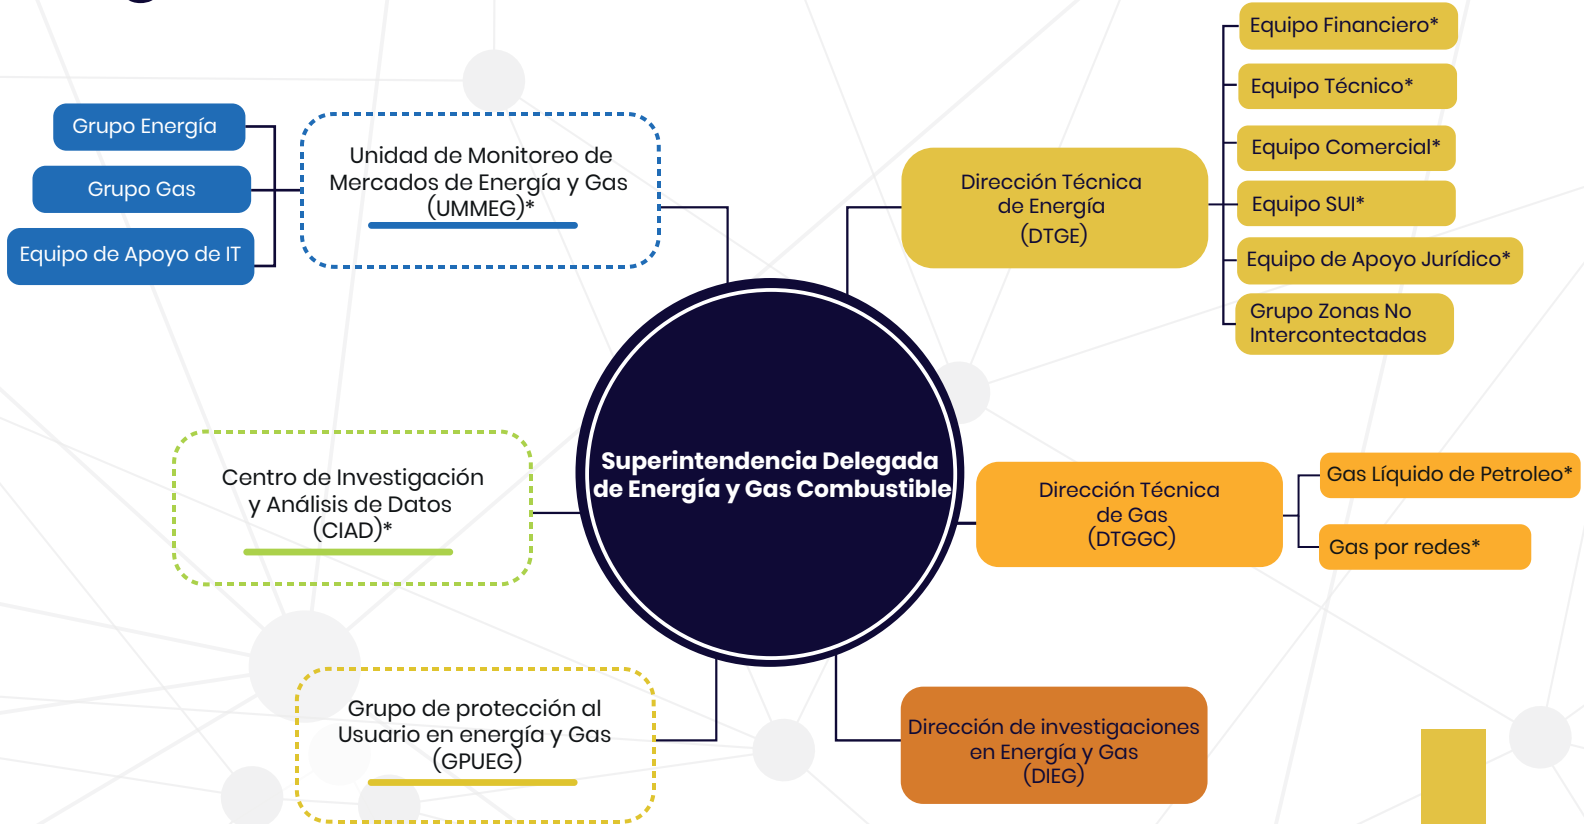 Grupo Energía
Grupo Gas
Equipo de Apoyo de IT
Unidad de Monitoreo de
Mercados de Energía y Gas
(UMMEG)*
Centro de Investigación
y Análisis de Datos
(CIAD)*
Grupo de protección al
Usuario en energía y Gas
(GPUEG)
Superintendencia Delegada
de Energía y Gas Combustible
Dirección Técnica
de Energía
(DTGE)
Equipo Financiero*
Equipo Técnico*
Equipo Comercial*
Equipo SUI*
Equipo de Apoyo Jurídico*
Grupo Zonas No
Intercontectadas
Dirección Técnica
de Gas
(DTGGC)
Gas Líquido de Petroleo*
Gas por redes*
Dirección de investigaciones
en Energía y Gas
(DIEG)